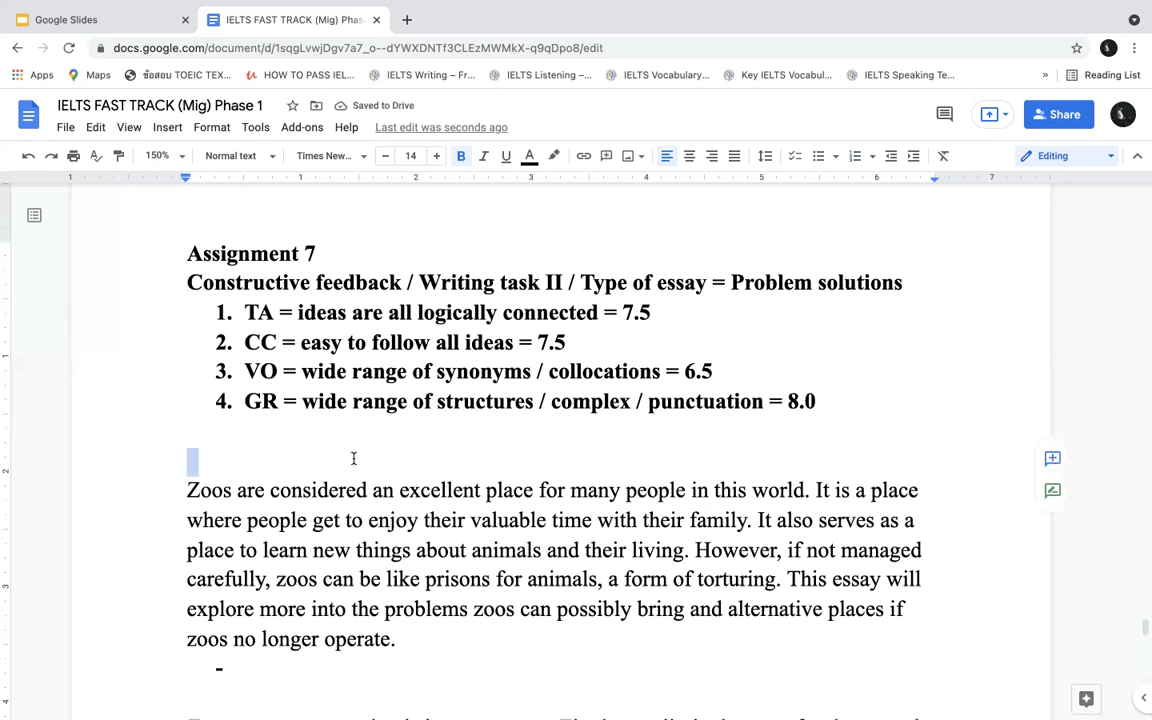 Google Slides
IELTS FAST TRACK (Mig) Phas
docs.google.com/document/d/1sqgLvwjDgv7a7_o--dYWXDNTf3CLEzMWMkX-q9qDpo8/edit
Apps Maps ข้อสอบ TOEIC TEX... HOW TO PASS IEL... IELTS Writing – Fr... IELTS Listening –... IELTS Vocabulary... Key IELTS Vocabul... IELTS Speaking Te... » Reading List
IELTS FAST TRACK (Mig) Phase 1 Saved to Drive
File Edit View Insert Format Tools Add-ons Help Last edit was seconds ago
Share
150% Normal text Times New... 14 B I U A Editing
1 1 2 3 4 5 6 7
Assignment 7
Constructive feedback / Writing task II / Type of essay = Problem solutions
1. TA = ideas are all logically connected = 7.5
2. CC = easy to follow all ideas = 7.5
3. VO = wide range of synonyms / collocations = 6.5
4. GR = wide range of structures / complex / punctuation = 8.0
Zoos are considered an excellent place for many people in this world. It is a place
where people get to enjoy their valuable time with their family. It also serves as a
place to learn new things about animals and their living. However, if not managed
carefully, zoos can be like prisons for animals, a form of torturing. This essay will
explore more into the problems zoos can possibly bring and alternative places if
zoos no longer operate.
-